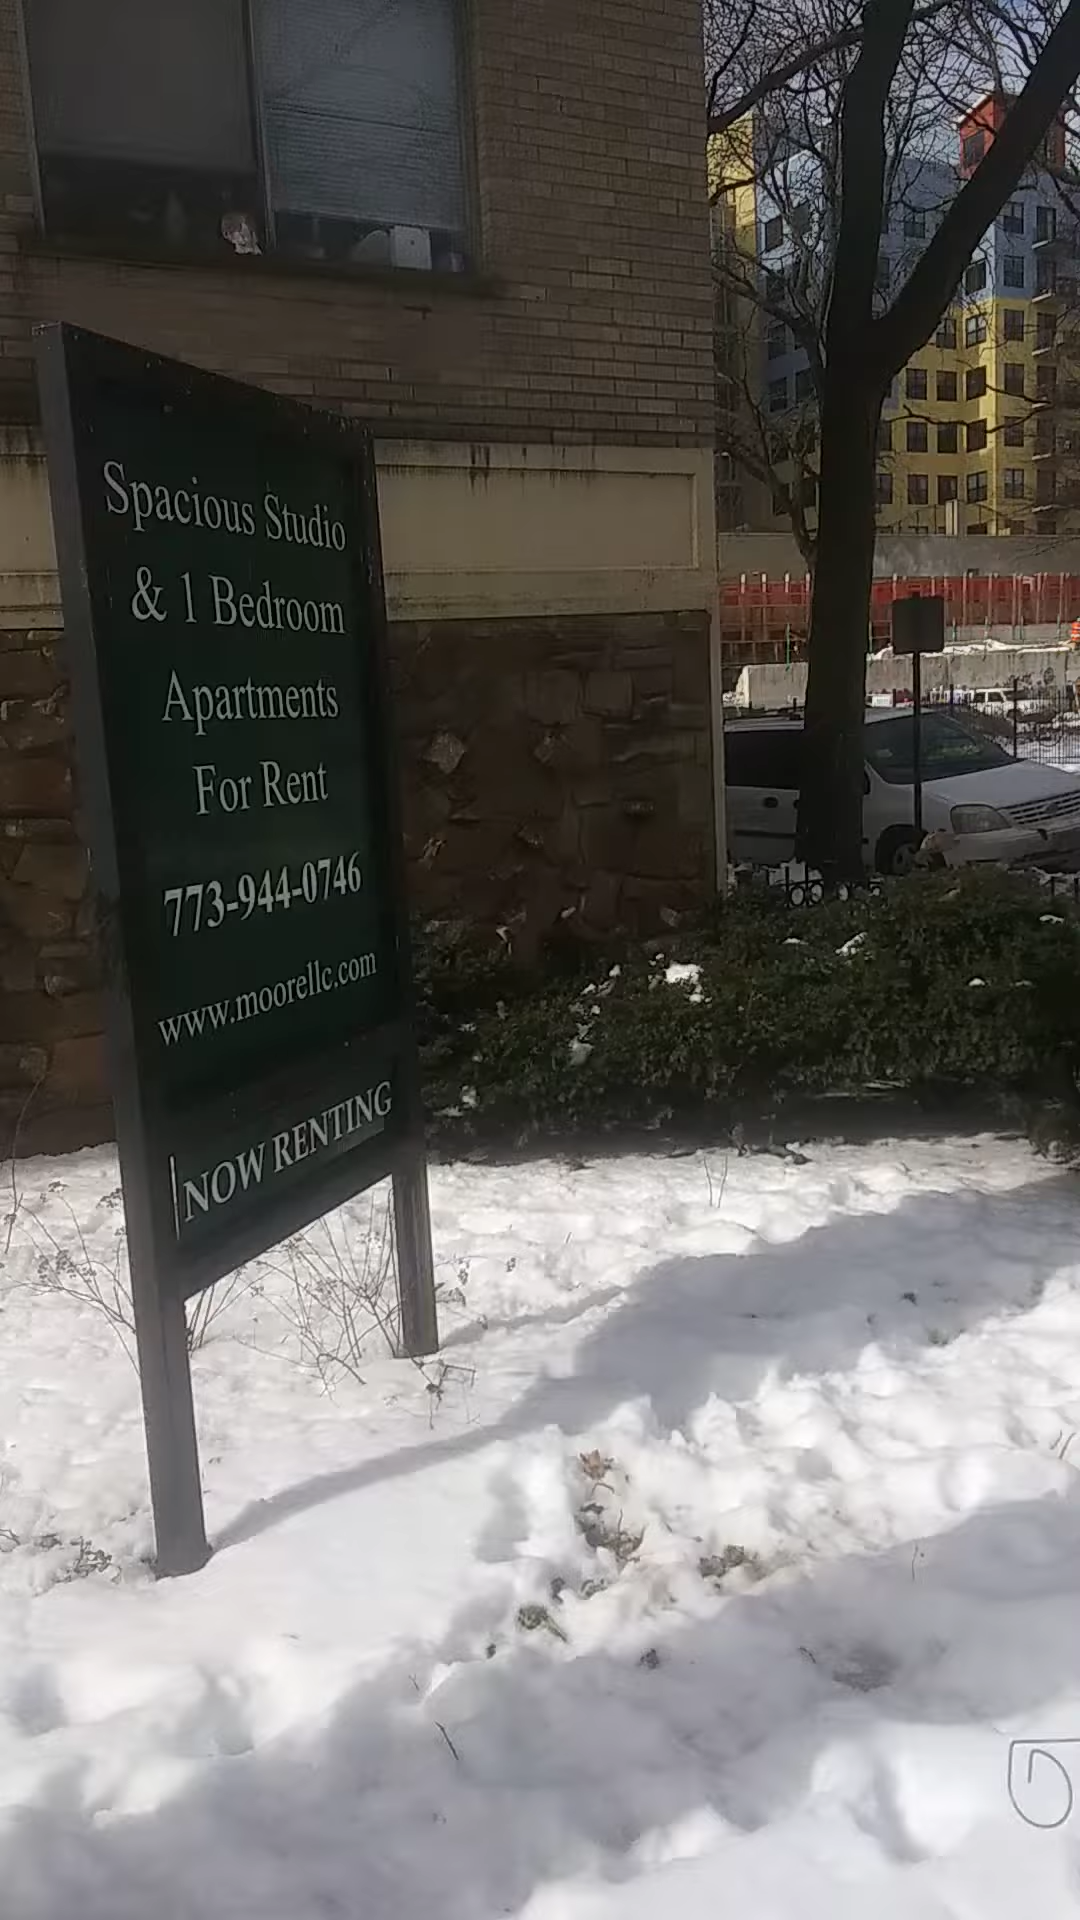 Spacious Studio
& 1 Bedroom
Apartments
For Rent
773-944-0746
www.moorellc.com
NOW RENTING